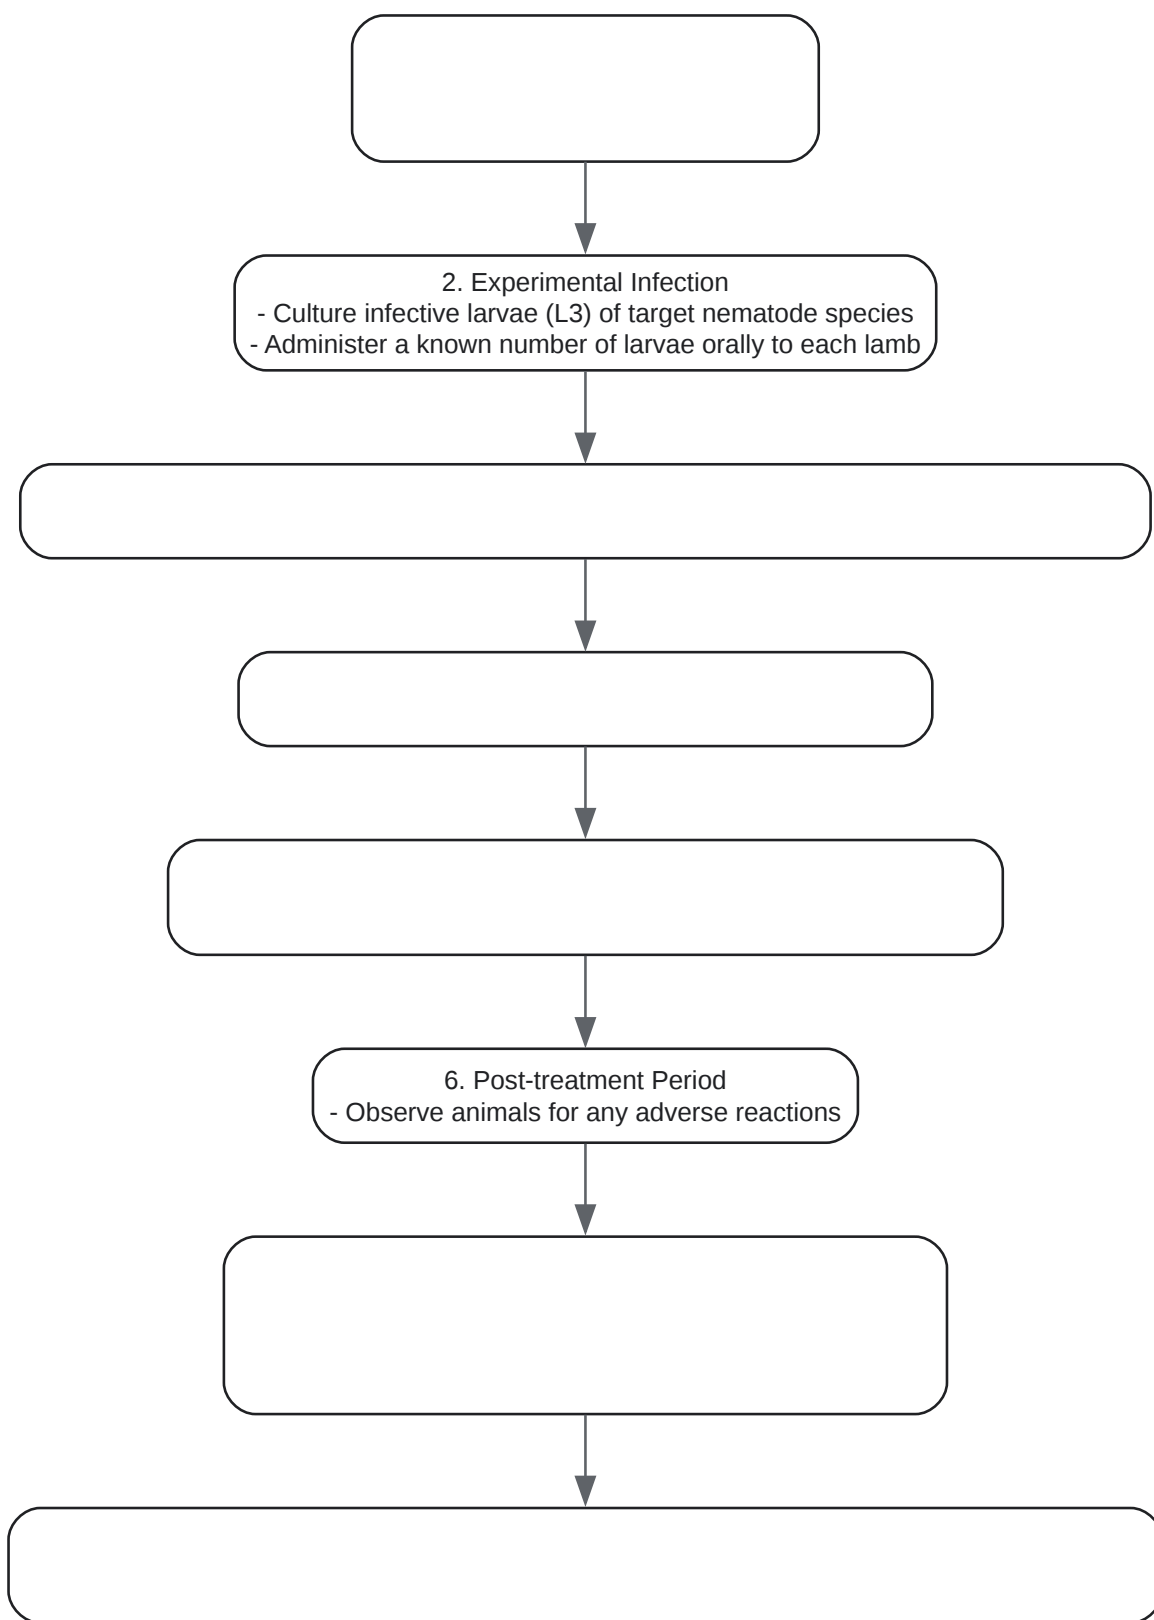 2. Experimental Infection
- Culture infective larvae (L3) of target nematode species
- Administer a known number of larvae orally to each lamb
6. Post-treatment Period
- Observe animals for any adverse reactions